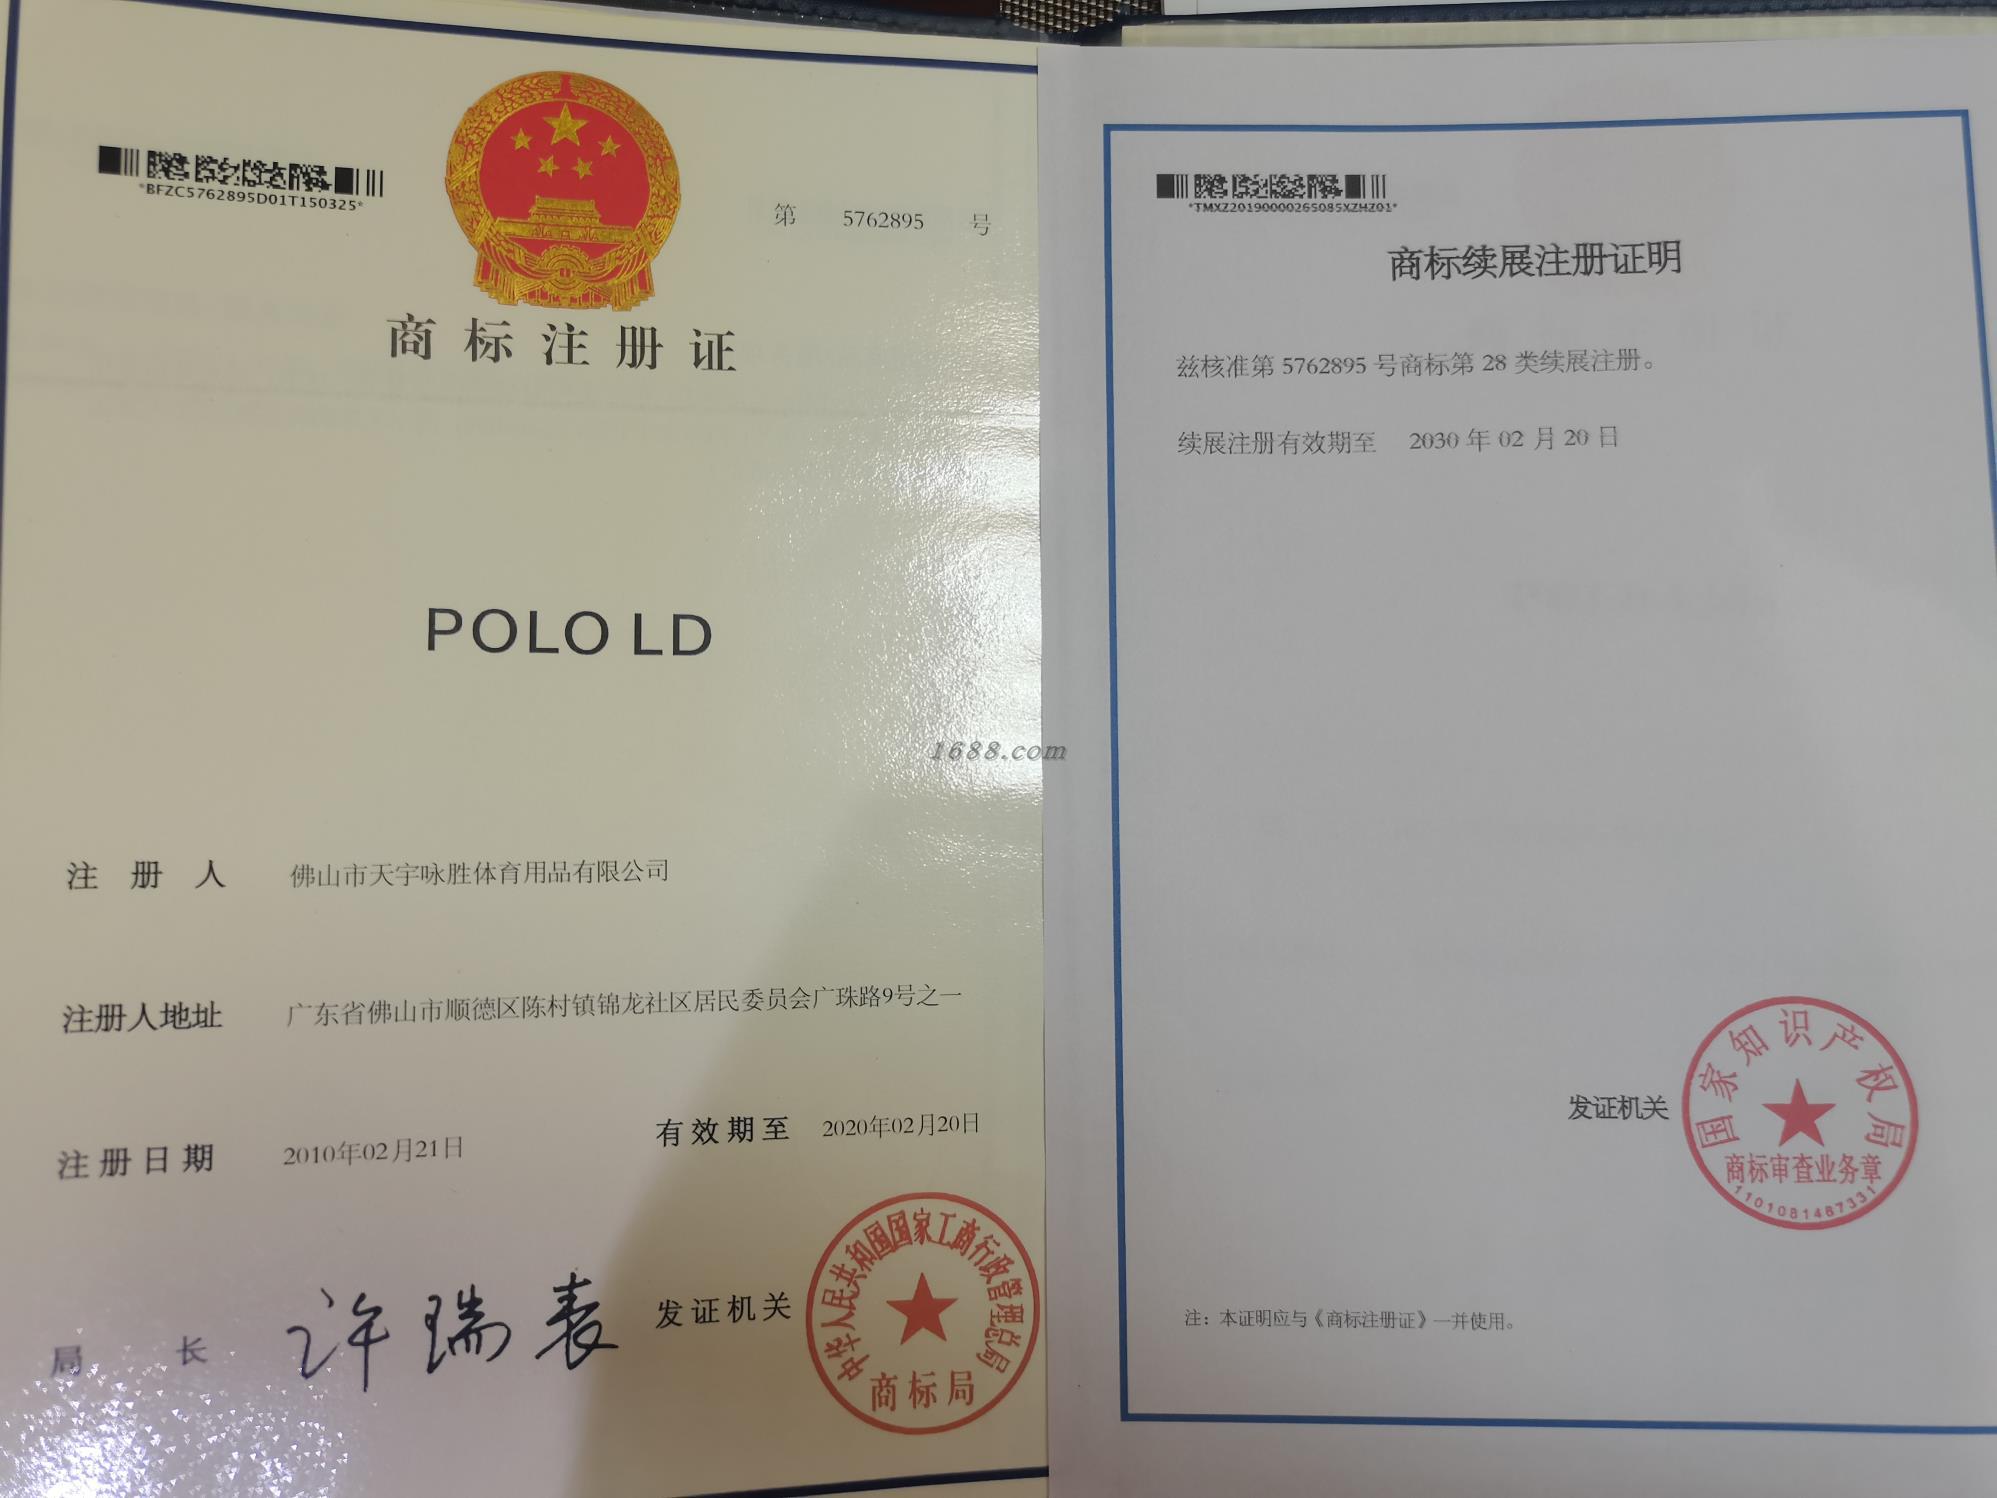 *BFZC5762895D01T150325*
第 5762895 号
商标注册证
POLO LD
注册人 佛山市天宇咏胜体育用品有限公司
注册人地址 广东省佛山市顺德区陈村镇锦龙社区居民委员会广珠路9号之一
注册日期 2010年02月21日 有效期至 2020年02月20日
局长 许瑞表 发证机关
中华人民共和国国家工商行政管理总局
商标局
1688.com
*TMXZ20190000265085XZHZ01*
商标续展注册证明
兹核准第 5762895 号商标第 28 类续展注册。
续展注册有效期至 2030 年 02 月 20 日
发证机关
国家知识产权局
商标审查业务章
1101081467331
注：本证明应与《商标注册证》一并使用。